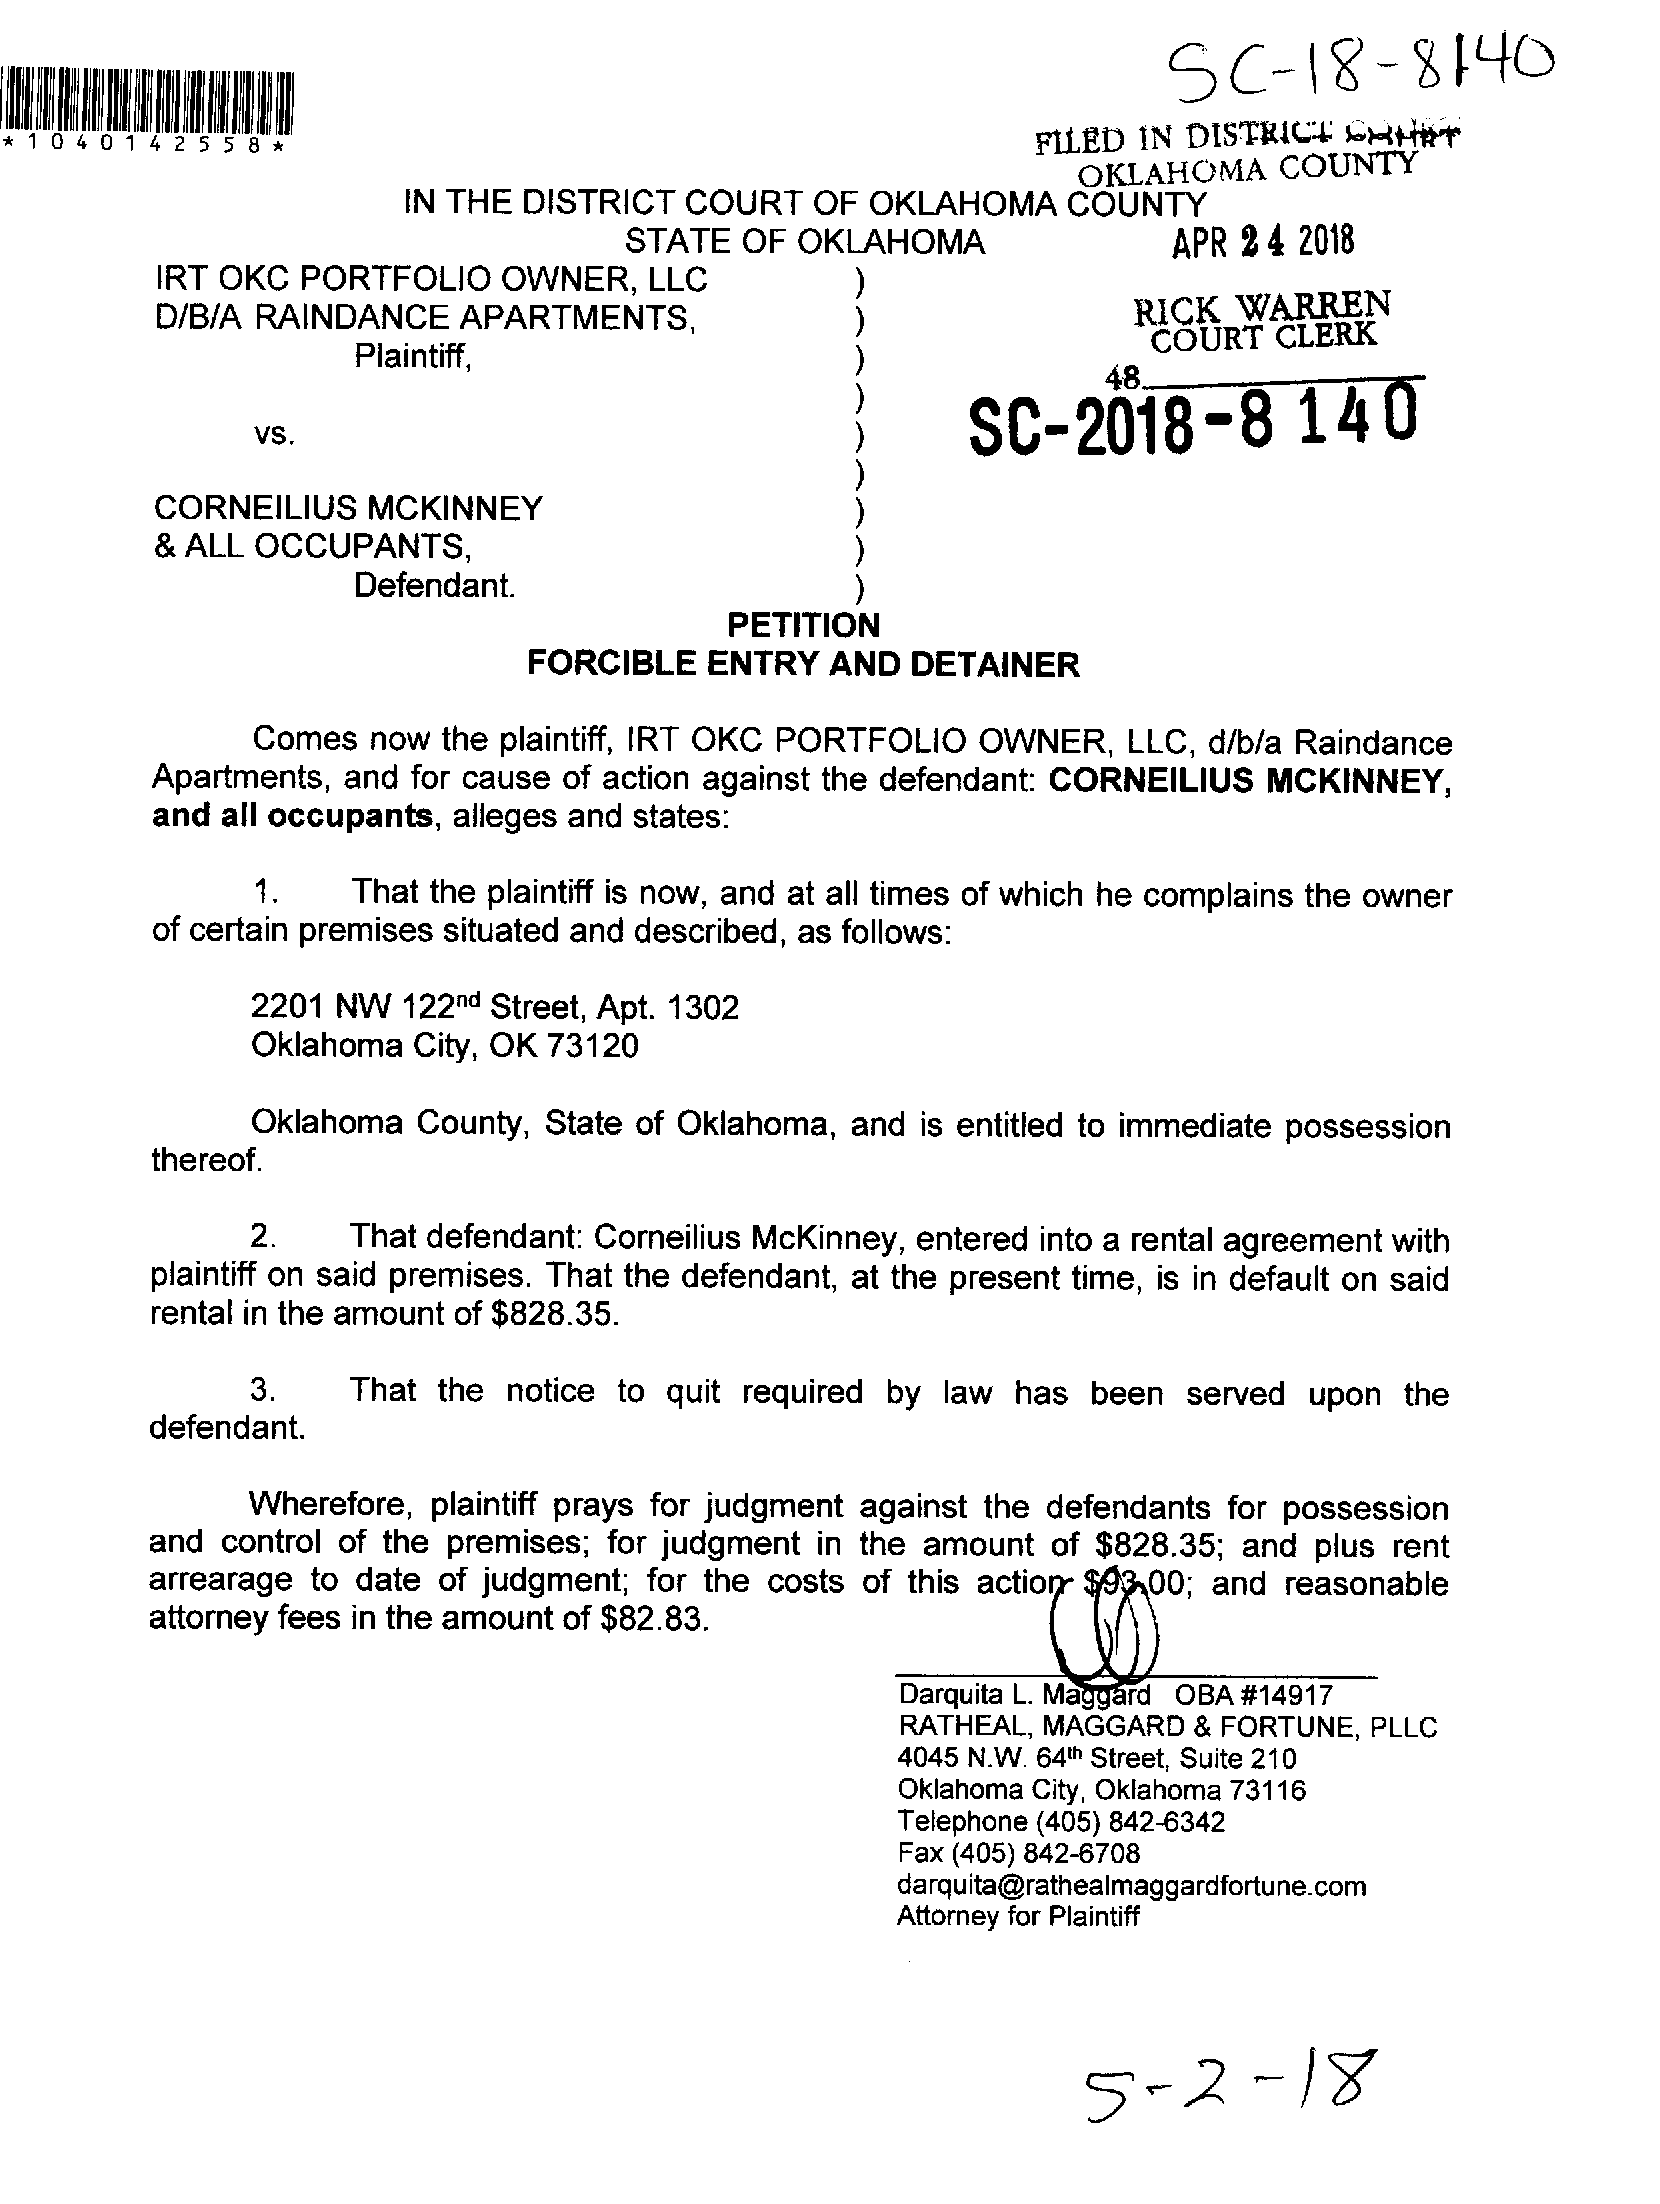 SC-18-8140
*1040142558*
FILED IN DISTRICT COURT
OKLAHOMA COUNTY
IN THE DISTRICT COURT OF OKLAHOMA COUNTY
STATE OF OKLAHOMA
APR 24 2018
IRT OKC PORTFOLIO OWNER, LLC )
D/B/A RAINDANCE APARTMENTS, )
RICK WARREN
COURT CLERK
Plaintiff, )
48
)
SC-2018-8140
vs. )
)
CORNEILIUS MCKINNEY )
& ALL OCCUPANTS, )
Defendant. )
PETITION
FORCIBLE ENTRY AND DETAINER
Comes now the plaintiff, IRT OKC PORTFOLIO OWNER, LLC, d/b/a Raindance
Apartments, and for cause of action against the defendant: CORNEILIUS MCKINNEY,
and all occupants, alleges and states:
1. That the plaintiff is now, and at all times of which he complains the owner
of certain premises situated and described, as follows:
2201 NW 122nd Street, Apt. 1302
Oklahoma City, OK 73120
Oklahoma County, State of Oklahoma, and is entitled to immediate possession
thereof.
2. That defendant: Corneilius McKinney, entered into a rental agreement with
plaintiff on said premises. That the defendant, at the present time, is in default on said
rental in the amount of $828.35.
3. That the notice to quit required by law has been served upon the
defendant.
Wherefore, plaintiff prays for judgment against the defendants for possession
and control of the premises; for judgment in the amount of $828.35; and plus rent
arrearage to date of judgment; for the costs of this action $93.00; and reasonable
attorney fees in the amount of $82.83.
Darquita L. Maggard OBA #14917
RATHEAL, MAGGARD & FORTUNE, PLLC
4045 N.W. 64th Street, Suite 210
Oklahoma City, Oklahoma 73116
Telephone (405) 842-6342
Fax (405) 842-6708
darquita@rathealmaggardfortune.com
Attorney for Plaintiff
5-2-18